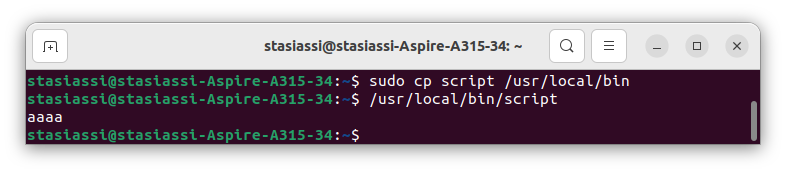 stasiassi@stasiassi-Aspire-A315-34: ~
stasiassi@stasiassi-Aspire-A315-34:~$ sudo cp script /usr/local/bin
stasiassi@stasiassi-Aspire-A315-34:~$ /usr/local/bin/script
aaaa
stasiassi@stasiassi-Aspire-A315-34:~$